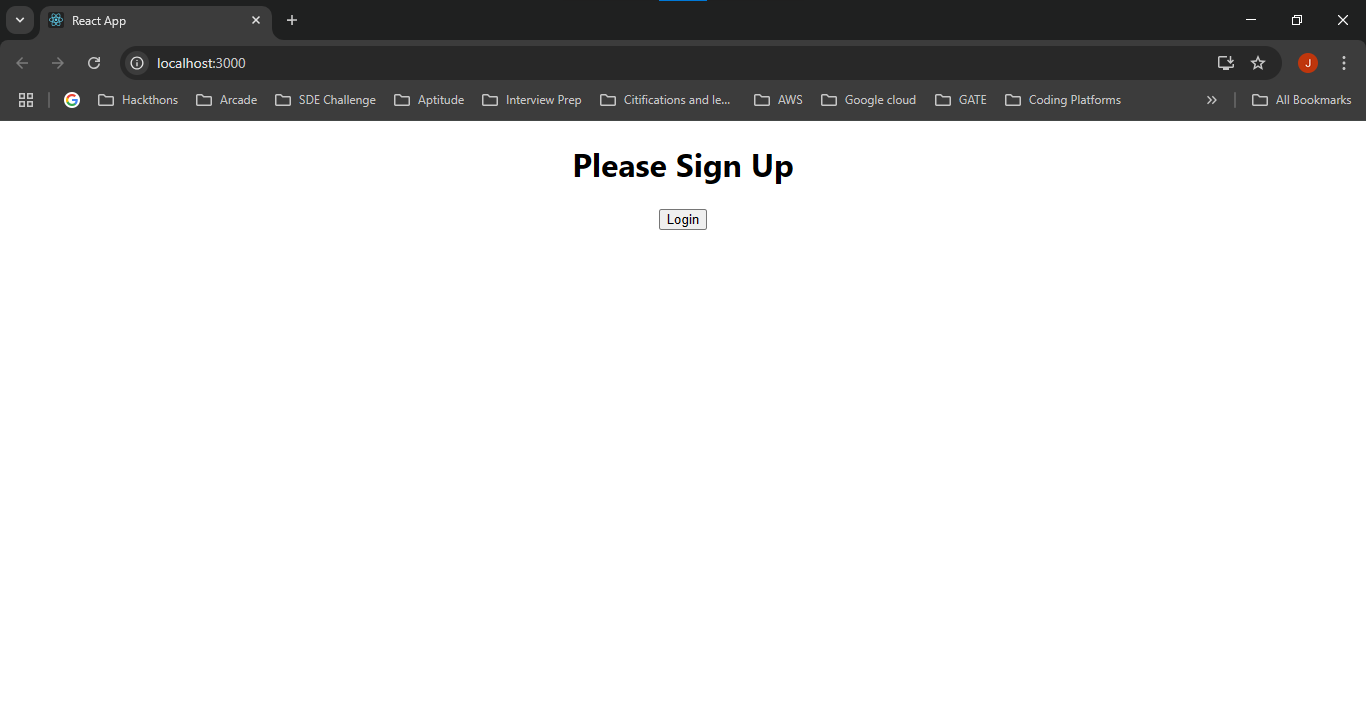 React App
localhost:3000
J
Hackthons Arcade SDE Challenge Aptitude Interview Prep Citifications and le... AWS Google cloud GATE Coding Platforms All Bookmarks
Please Sign Up
Login